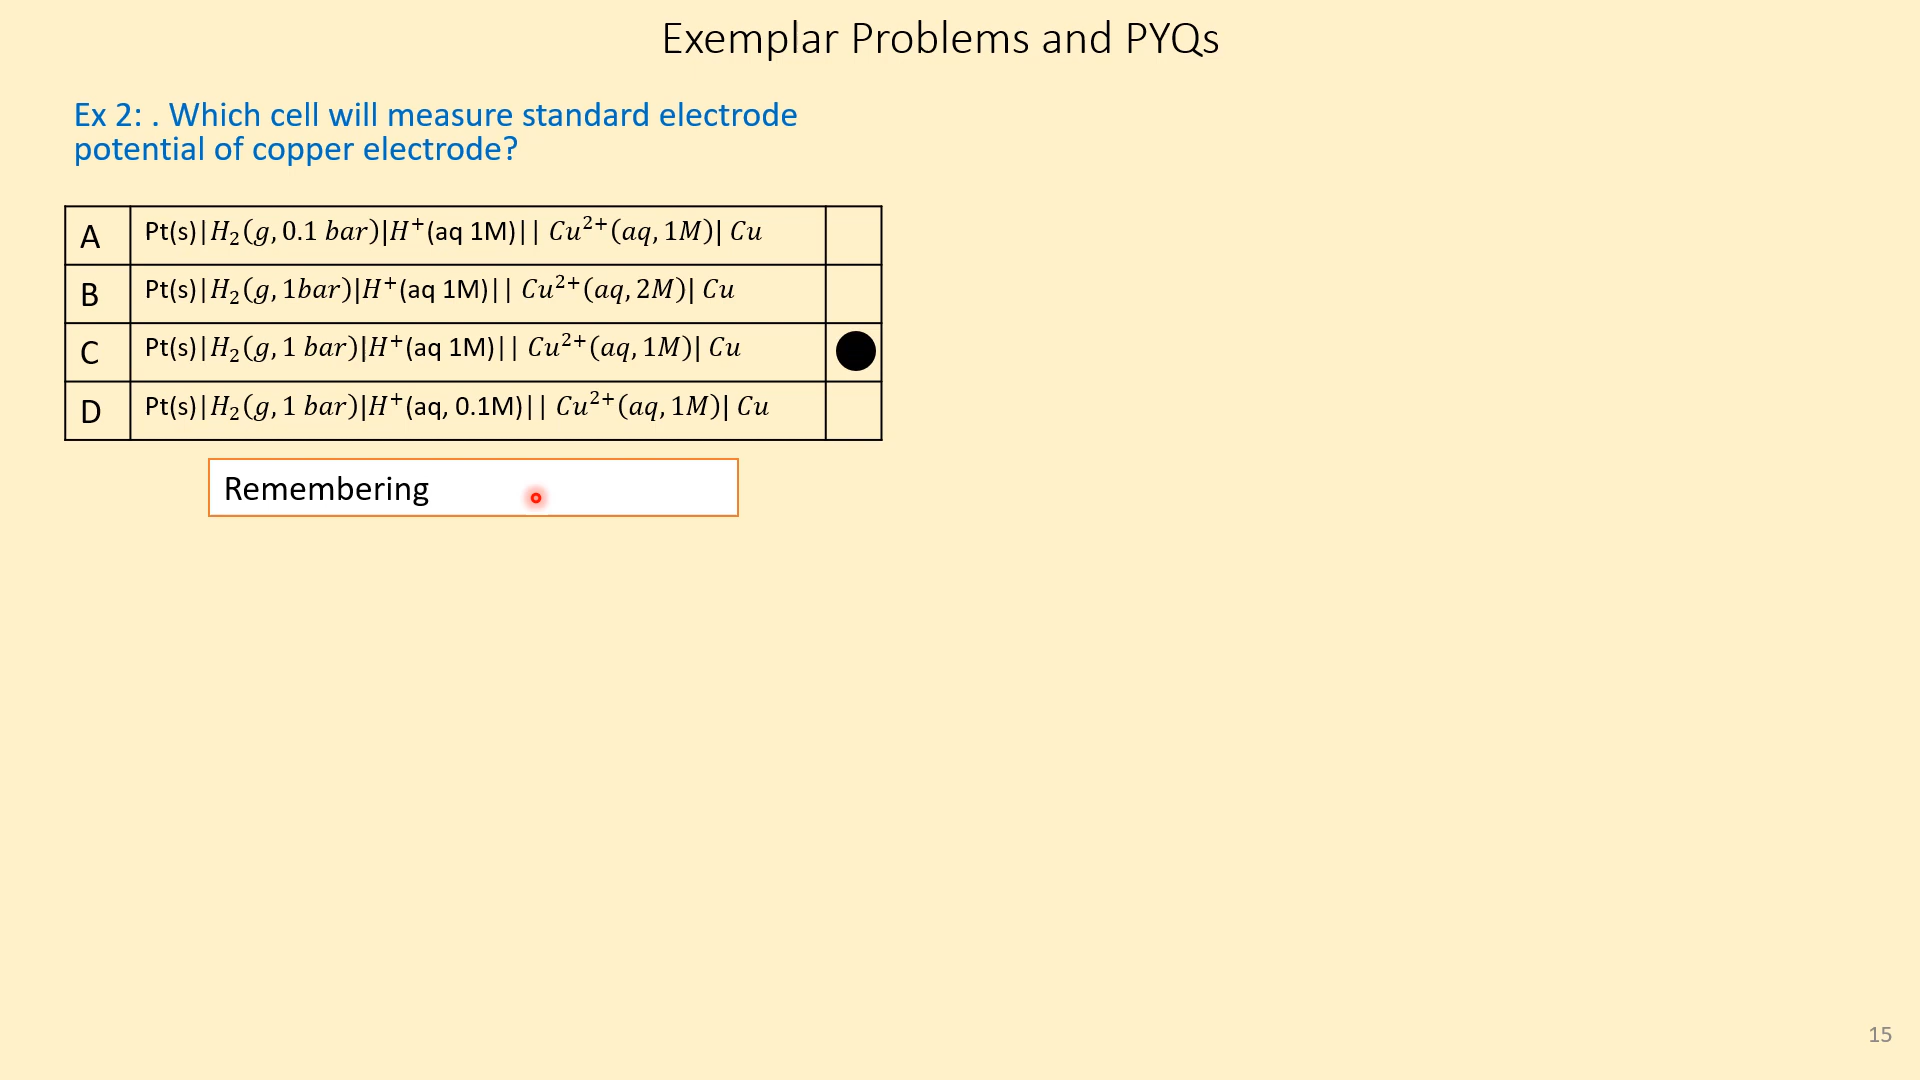 Exemplar Problems and PYQs
Ex 2: . Which cell will measure standard electrode
potential of copper electrode?
A Pt(s)|H₂(g, 0.1 bar)|H⁺(aq 1M)|| Cu²⁺(aq, 1M)| Cu
B Pt(s)|H₂(g, 1bar)|H⁺(aq 1M)|| Cu²⁺(aq, 2M)| Cu
C Pt(s)|H₂(g, 1 bar)|H⁺(aq 1M)|| Cu²⁺(aq, 1M)| Cu
D Pt(s)|H₂(g, 1 bar)|H⁺(aq, 0.1M)|| Cu²⁺(aq, 1M)| Cu
Remembering
15